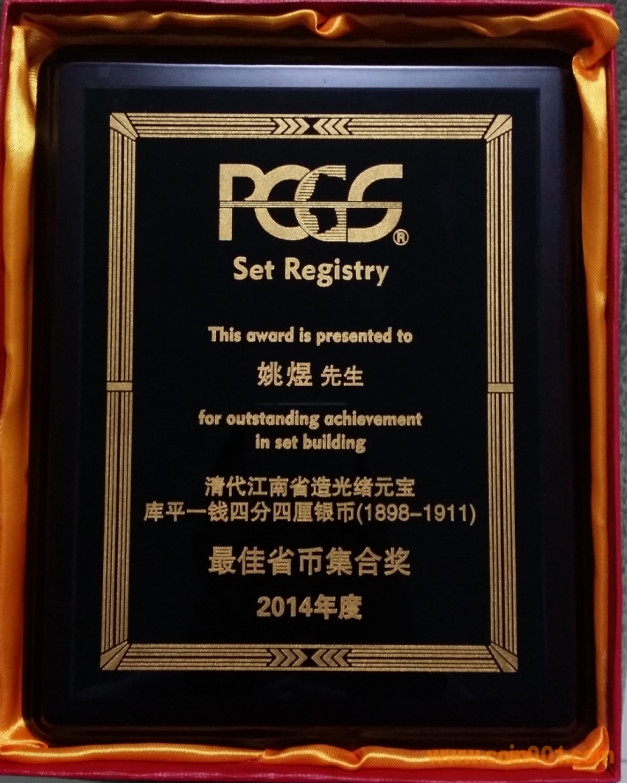 PCGS®
Set Registry
This award is presented to
姚煜 先生
for outstanding achievement
in set building
清代江南省造光绪元宝
库平一钱四分四厘银币(1898-1911)
最佳省币集合奖
2014年度